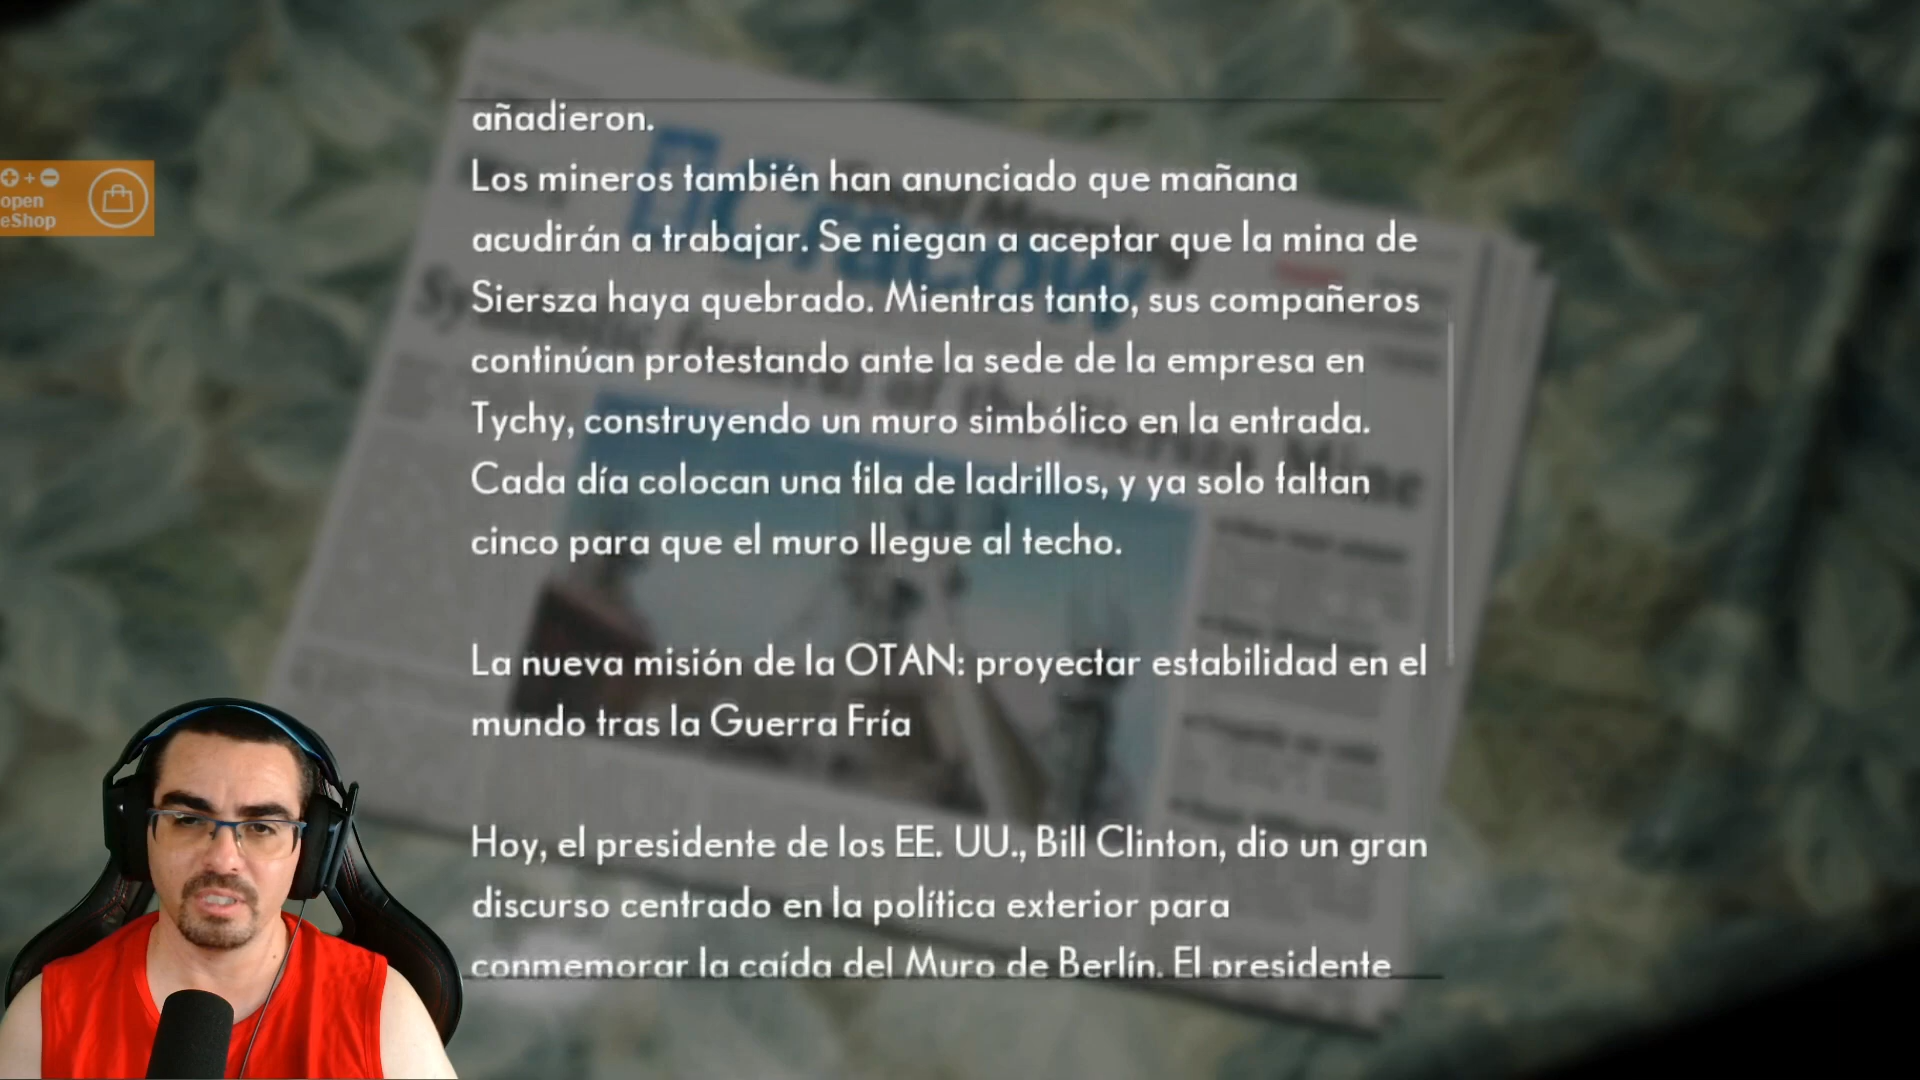 añadieron.
Los mineros también han anunciado que mañana
acudirán a trabajar. Se niegan a aceptar que la mina de
Siersza haya quebrado. Mientras tanto, sus compañeros
continúan protestando ante la sede de la empresa en
Tychy, construyendo un muro simbólico en la entrada.
Cada día colocan una fila de ladrillos, y ya solo faltan
cinco para que el muro llegue al techo.
La nueva misión de la OTAN: proyectar estabilidad en el
mundo tras la Guerra Fría
Hoy, el presidente de los EE. UU., Bill Clinton, dio un gran
discurso centrado en la política exterior para
conmemorar la caída del Muro de Berlín. El presidente
+ -
open
eShop
Cracow